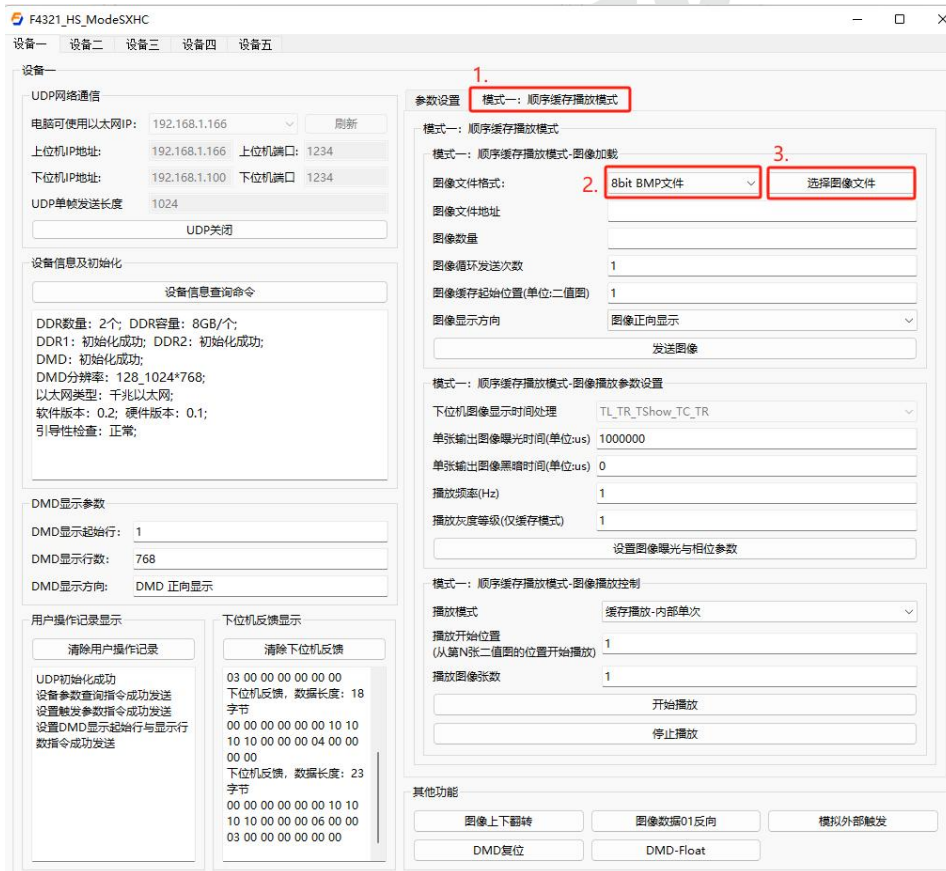 F4321_HS_ModeSXHC
设备一 设备二 设备三 设备四 设备五
设备一
UDP网络通信
电脑可使用以太网IP: 192.168.1.166 刷新
上位机IP地址: 192.168.1.166 上位机端口: 1234
下位机IP地址: 192.168.1.100 下位机端口 1234
UDP单帧发送长度 1024
UDP关闭
设备信息及初始化
设备信息查询命令
DDR数量: 2个; DDR容量: 8GB/个;
DDR1: 初始化成功; DDR2: 初始化成功;
DMD: 初始化成功;
DMD分辨率: 128_1024*768;
以太网类型: 千兆以太网;
软件版本: 0.2; 硬件版本: 0.1;
引导性检查: 正常;
DMD显示参数
DMD显示起始行: 1
DMD显示行数: 768
DMD显示方向: DMD 正向显示
用户操作记录显示
清除用户操作记录
UDP初始化成功
设备参数查询指令成功发送
设置触发参数指令成功发送
设置DMD显示起始行与显示行
数指令成功发送
下位机反馈显示
清除下位机反馈
03 00 00 00 00 00 00
下位机反馈, 数据长度: 18
字节
00 00 00 00 00 00 10 10
10 10 00 00 00 04 00 00
00 00
下位机反馈, 数据长度: 23
字节
00 00 00 00 00 00 10 10
10 10 00 00 00 06 00 00
03 00 00 00 00 00 00
1.
参数设置 模式一: 顺序缓存播放模式
模式一: 顺序缓存播放模式
模式一: 顺序缓存播放模式-图像加载
3.
图像文件格式: 2. 8bit BMP文件 选择图像文件
图像文件地址
图像数量
图像循环发送次数 1
图像缓存起始位置(单位:二值图) 1
图像显示方向 图像正向显示
发送图像
模式一: 顺序缓存播放模式-图像播放参数设置
下位机图像显示时间处理 TL_TR_TShow_TC_TR
单张输出图像曝光时间(单位:us) 1000000
单张输出图像黑暗时间(单位:us) 0
播放频率(Hz) 1
播放灰度等级(仅缓存模式) 1
设置图像曝光与相位参数
模式一: 顺序缓存播放模式-图像播放控制
播放模式 缓存播放-内部单次
播放开始位置
(从第N张二值图的位置开始播放) 1
播放图像张数 1
开始播放
停止播放
其他功能
图像上下翻转 图像数据01反向 模拟外部触发
DMD复位 DMD-Float